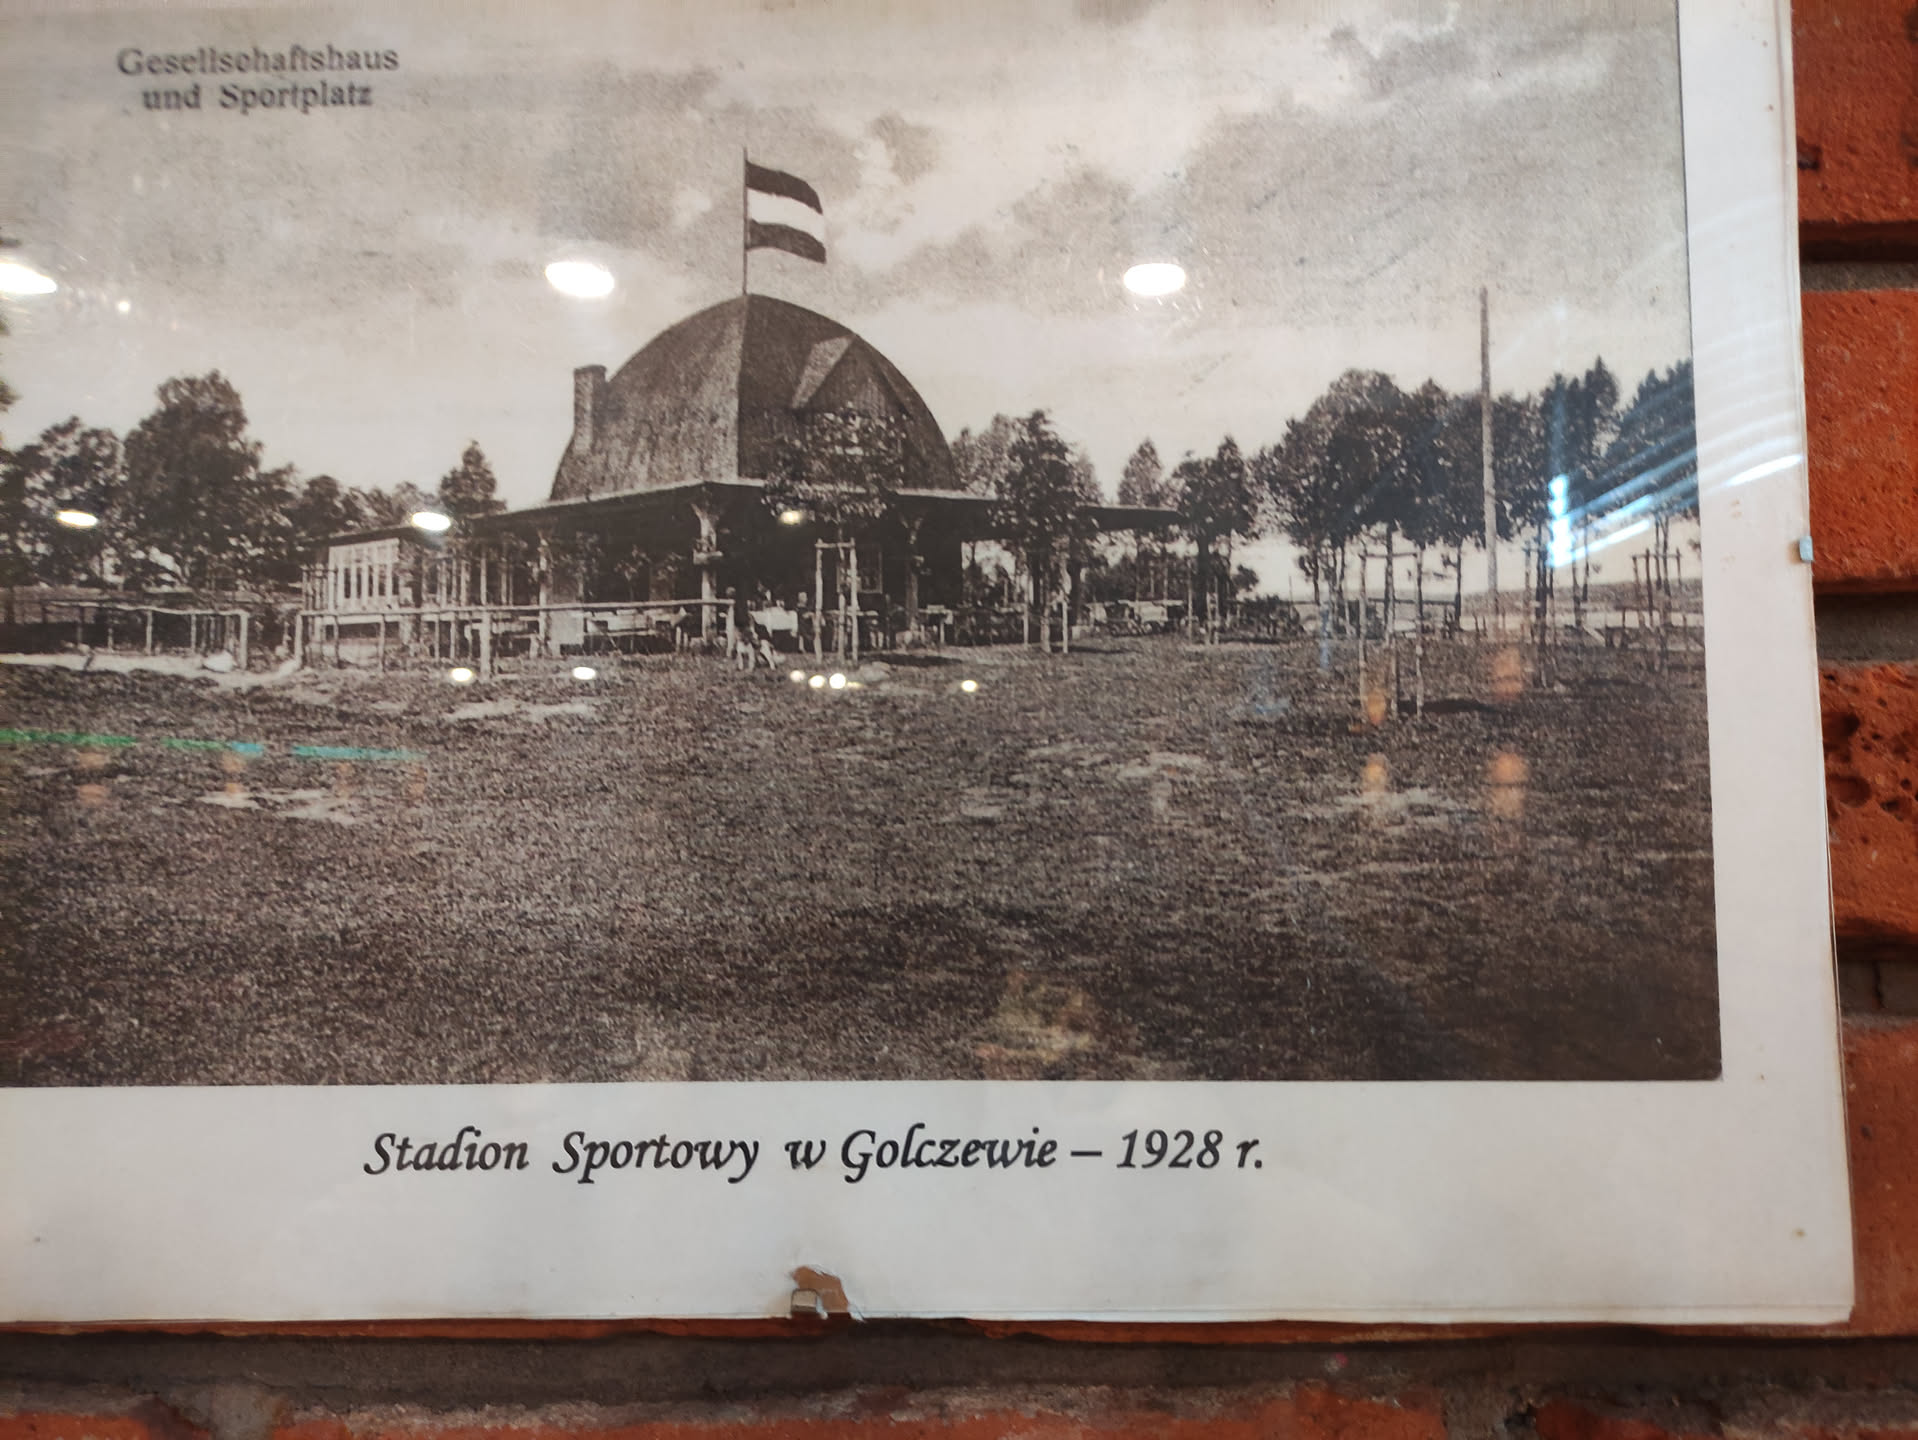 Gesellschaftshaus
und Sportplatz
Stadion Sportowy w Golczewie – 1928 r.